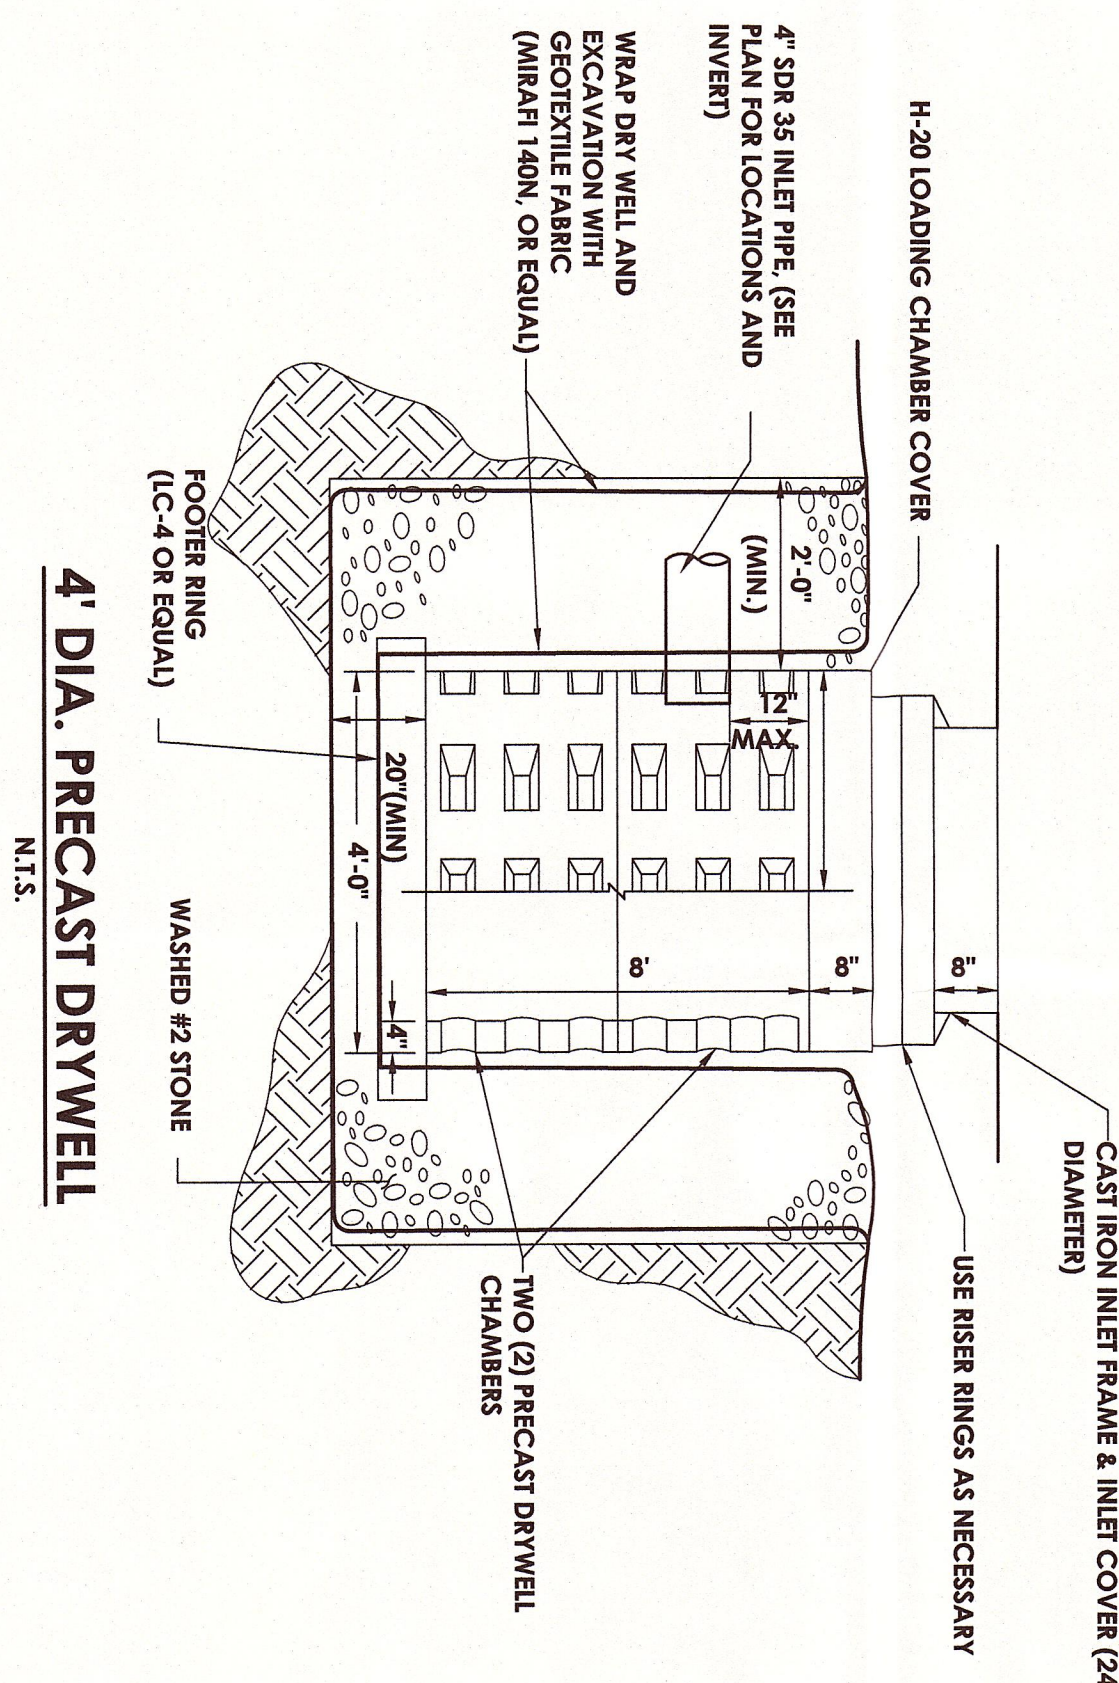 CAST IRON INLET FRAME & INLET COVER (24
DIAMETER)
USE RISER RINGS AS NECESSARY
H-20 LOADING CHAMBER COVER
4" SDR 35 INLET PIPE, (SEE
PLAN FOR LOCATIONS AND
INVERT)
WRAP DRY WELL AND
EXCAVATION WITH
GEOTEXTILE FABRIC
(MIRAFI 140N, OR EQUAL)
8"
8"
2'-0"
(MIN.)
12"
MAX.
8'
TWO (2) PRECAST DRYWELL
CHAMBERS
20"(MIN)
4"
4'-0"
FOOTER RING
(LC-4 OR EQUAL)
WASHED #2 STONE
4' DIA. PRECAST DRYWELL
N.T.S.